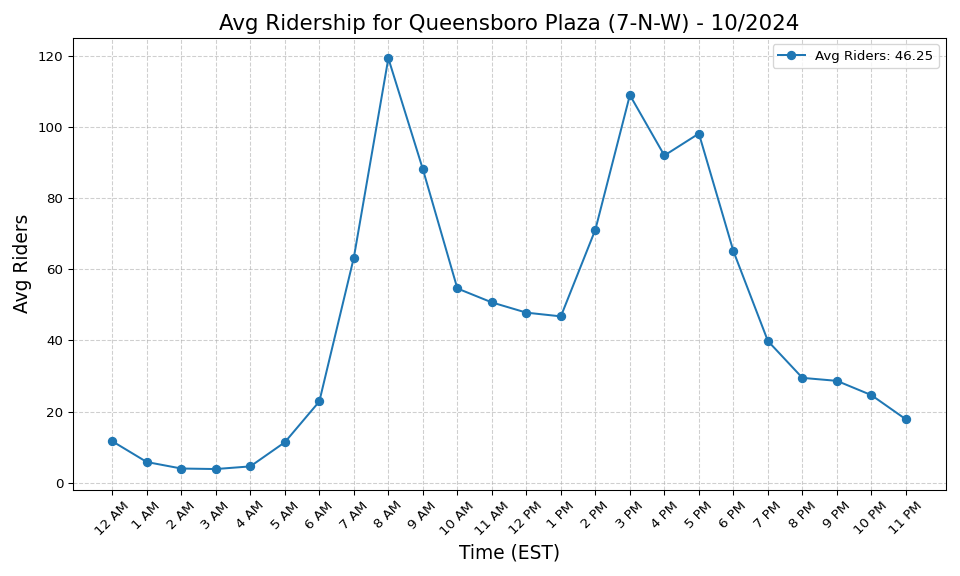 Avg Ridership for Queensboro Plaza (7-N-W) - 10/2024
Avg Riders: 46.25
120
100
80
60
40
20
0
Avg Riders
12 AM
1 AM
2 AM
3 AM
4 AM
5 AM
6 AM
7 AM
8 AM
9 AM
10 AM
11 AM
12 PM
1 PM
2 PM
3 PM
4 PM
5 PM
6 PM
7 PM
8 PM
9 PM
10 PM
11 PM
Time (EST)